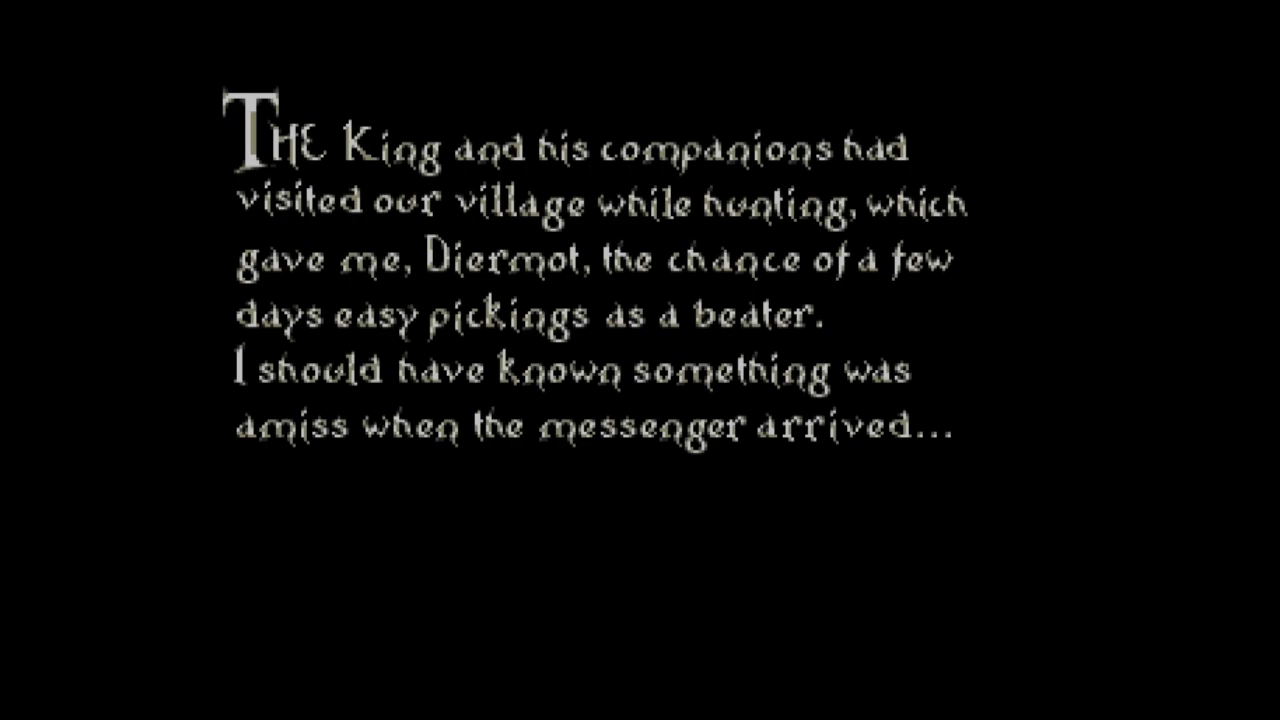 THE King and his companions had
visited our village while hunting, which
gave me, Diermot, the chance of a few
days easy pickings as a beater.
I should have known something was
amiss when the messenger arrived...